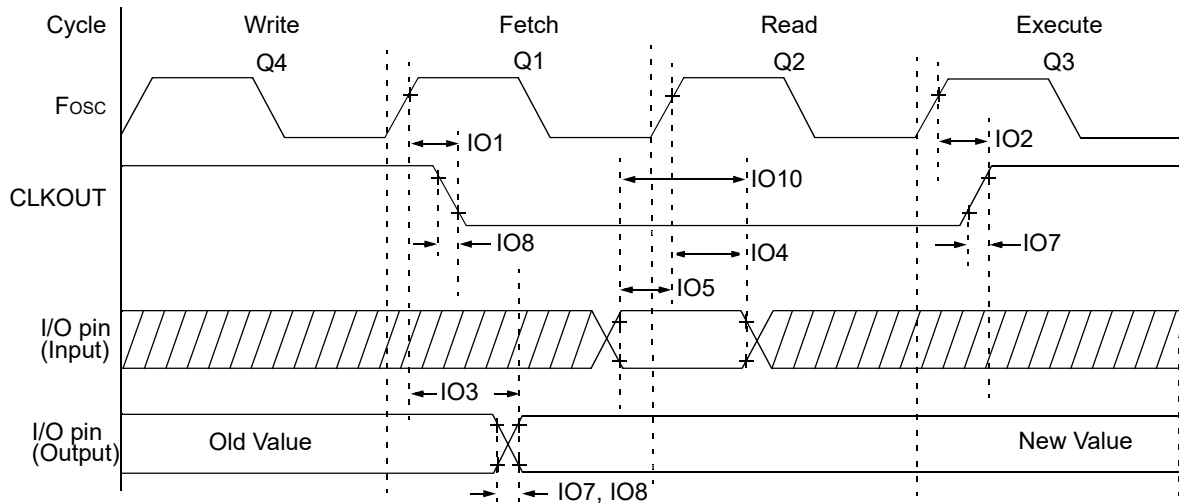 Cycle Write Fetch Read Execute
Q4 Q1 Q2 Q3
Fosc
IO1 IO2
CLKOUT IO10
IO8 IO4 IO7
IO5
I/O pin
(Input)
IO3
I/O pin
(Output)
Old Value New Value
IO7, IO8